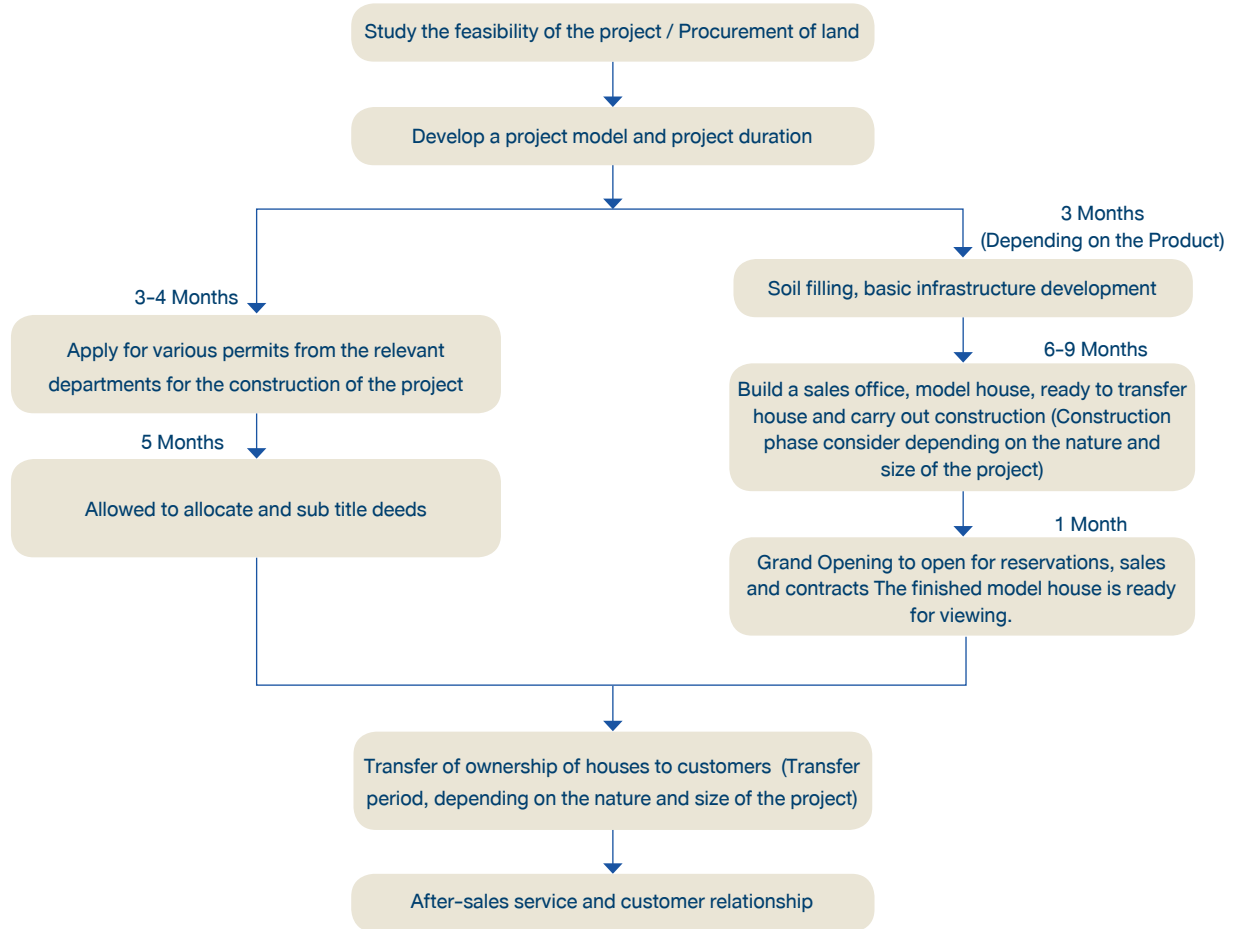 Study the feasibility of the project / Procurement of land
Develop a project model and project duration
3-4 Months
Apply for various permits from the relevant
departments for the construction of the project
5 Months
Allowed to allocate and sub title deeds
3 Months
(Depending on the Product)
Soil filling, basic infrastructure development
6-9 Months
Build a sales office, model house, ready to transfer
house and carry out construction (Construction
phase consider depending on the nature and
size of the project)
1 Month
Grand Opening to open for reservations, sales
and contracts The finished model house is ready
for viewing.
Transfer of ownership of houses to customers (Transfer
period, depending on the nature and size of the project)
After-sales service and customer relationship